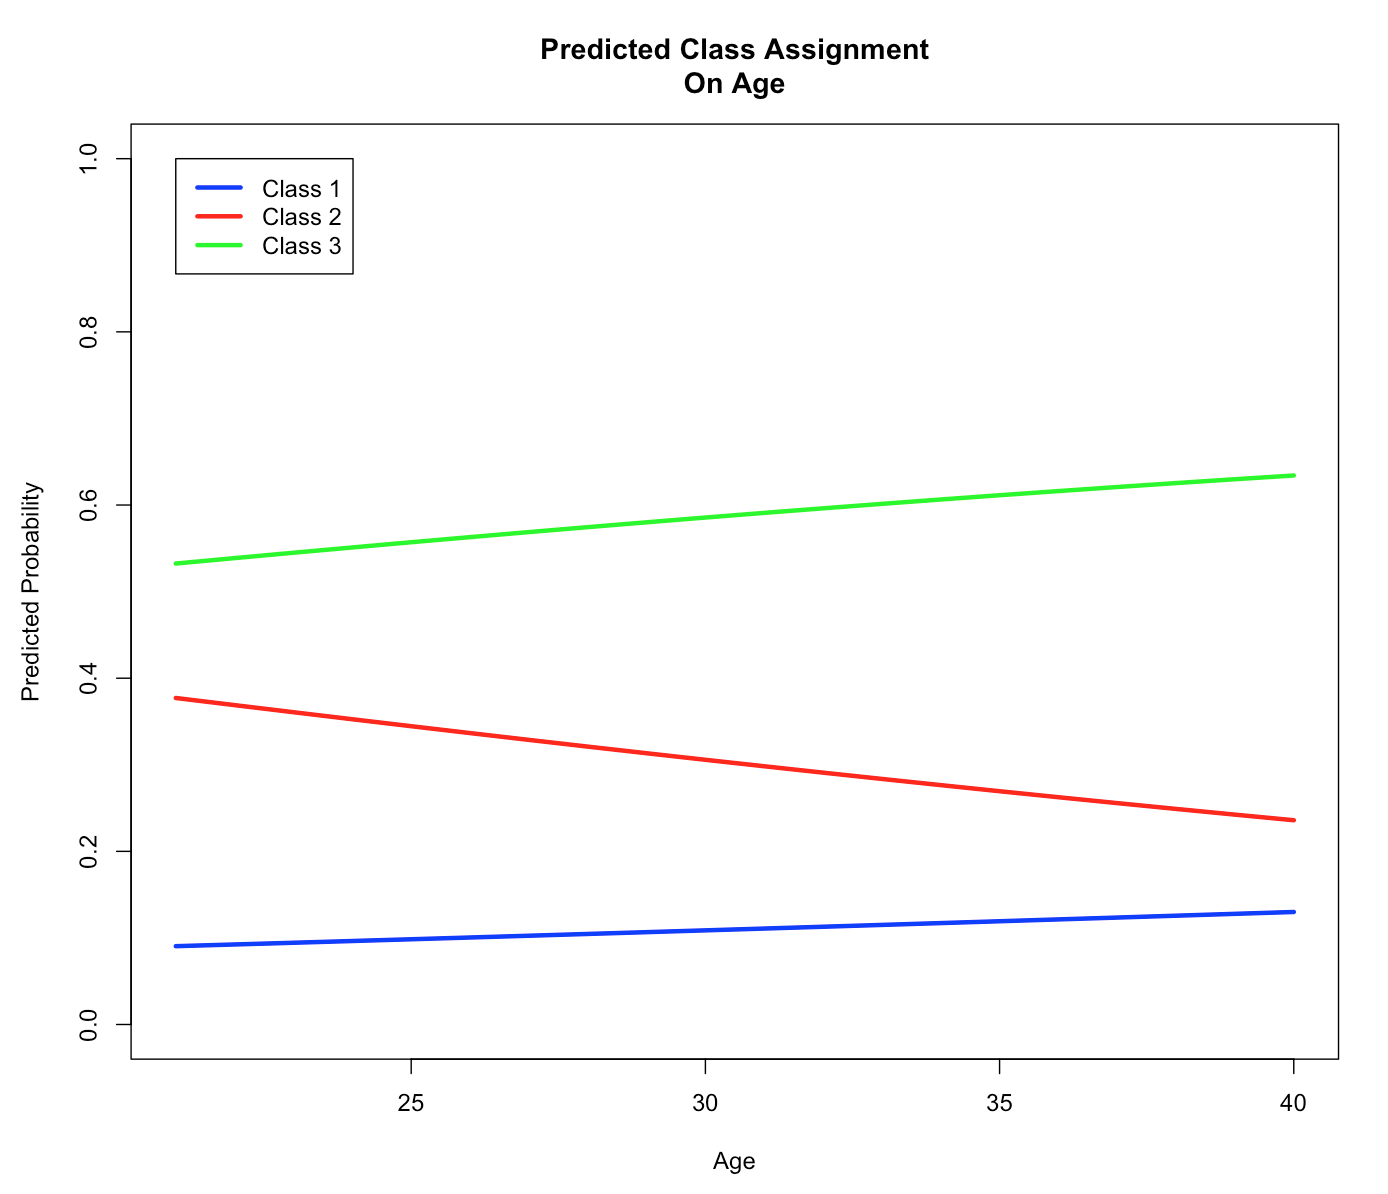 Predicted Class Assignment
On Age
Class 1
Class 2
Class 3
Predicted Probability
1.0
0.8
0.6
0.4
0.2
0.0
25 30 35 40
Age